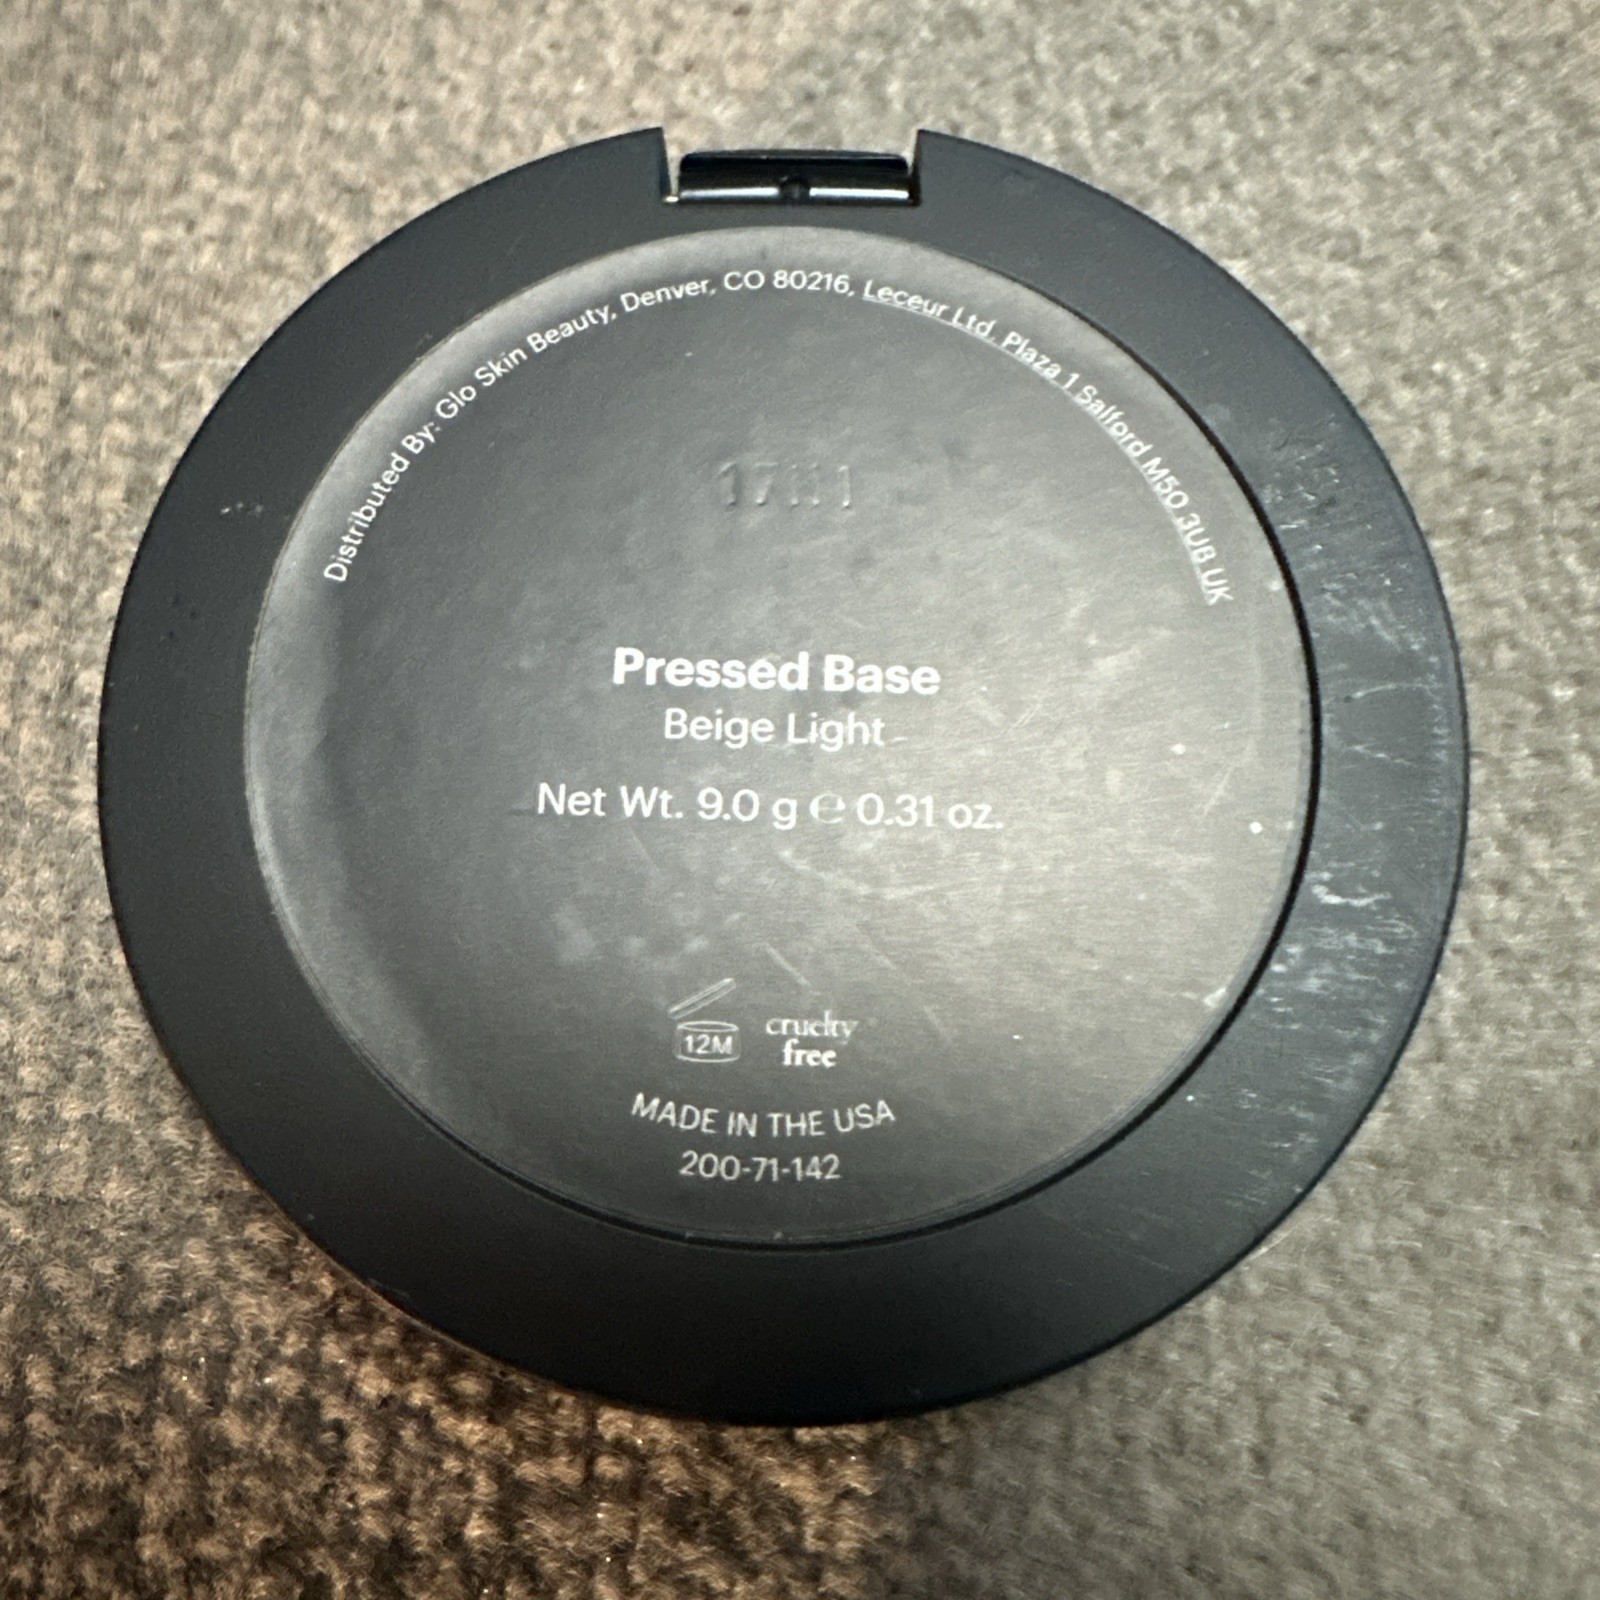 Distributed By: Glo Skin Beauty, Denver, CO 80216, Leceur Ltd. Plaza 1 Salford M50 3UB UK
Pressed Base
Beige Light
Net Wt. 9.0 g ℮ 0.31 oz.
12M
cruelty
free
MADE IN THE USA
200-71-142